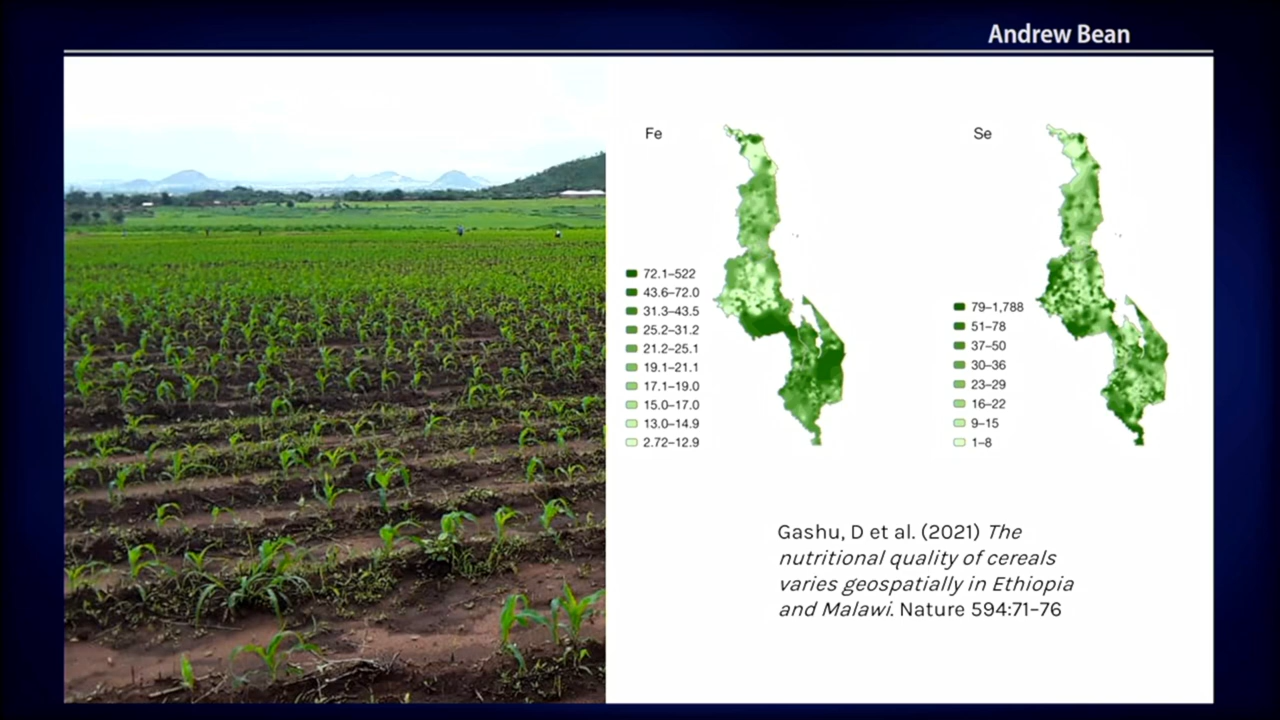 Andrew Bean
Fe
72.1–522
43.6–72.0
31.3–43.5
25.2–31.2
21.2–25.1
19.1–21.1
17.1–19.0
15.0–17.0
13.0–14.9
2.72–12.9
Se
79–1,788
51–78
37–50
30–36
23–29
16–22
9–15
1–8
Gashu, D et al. (2021) The
nutritional quality of cereals
varies geospatially in Ethiopia
and Malawi. Nature 594:71–76